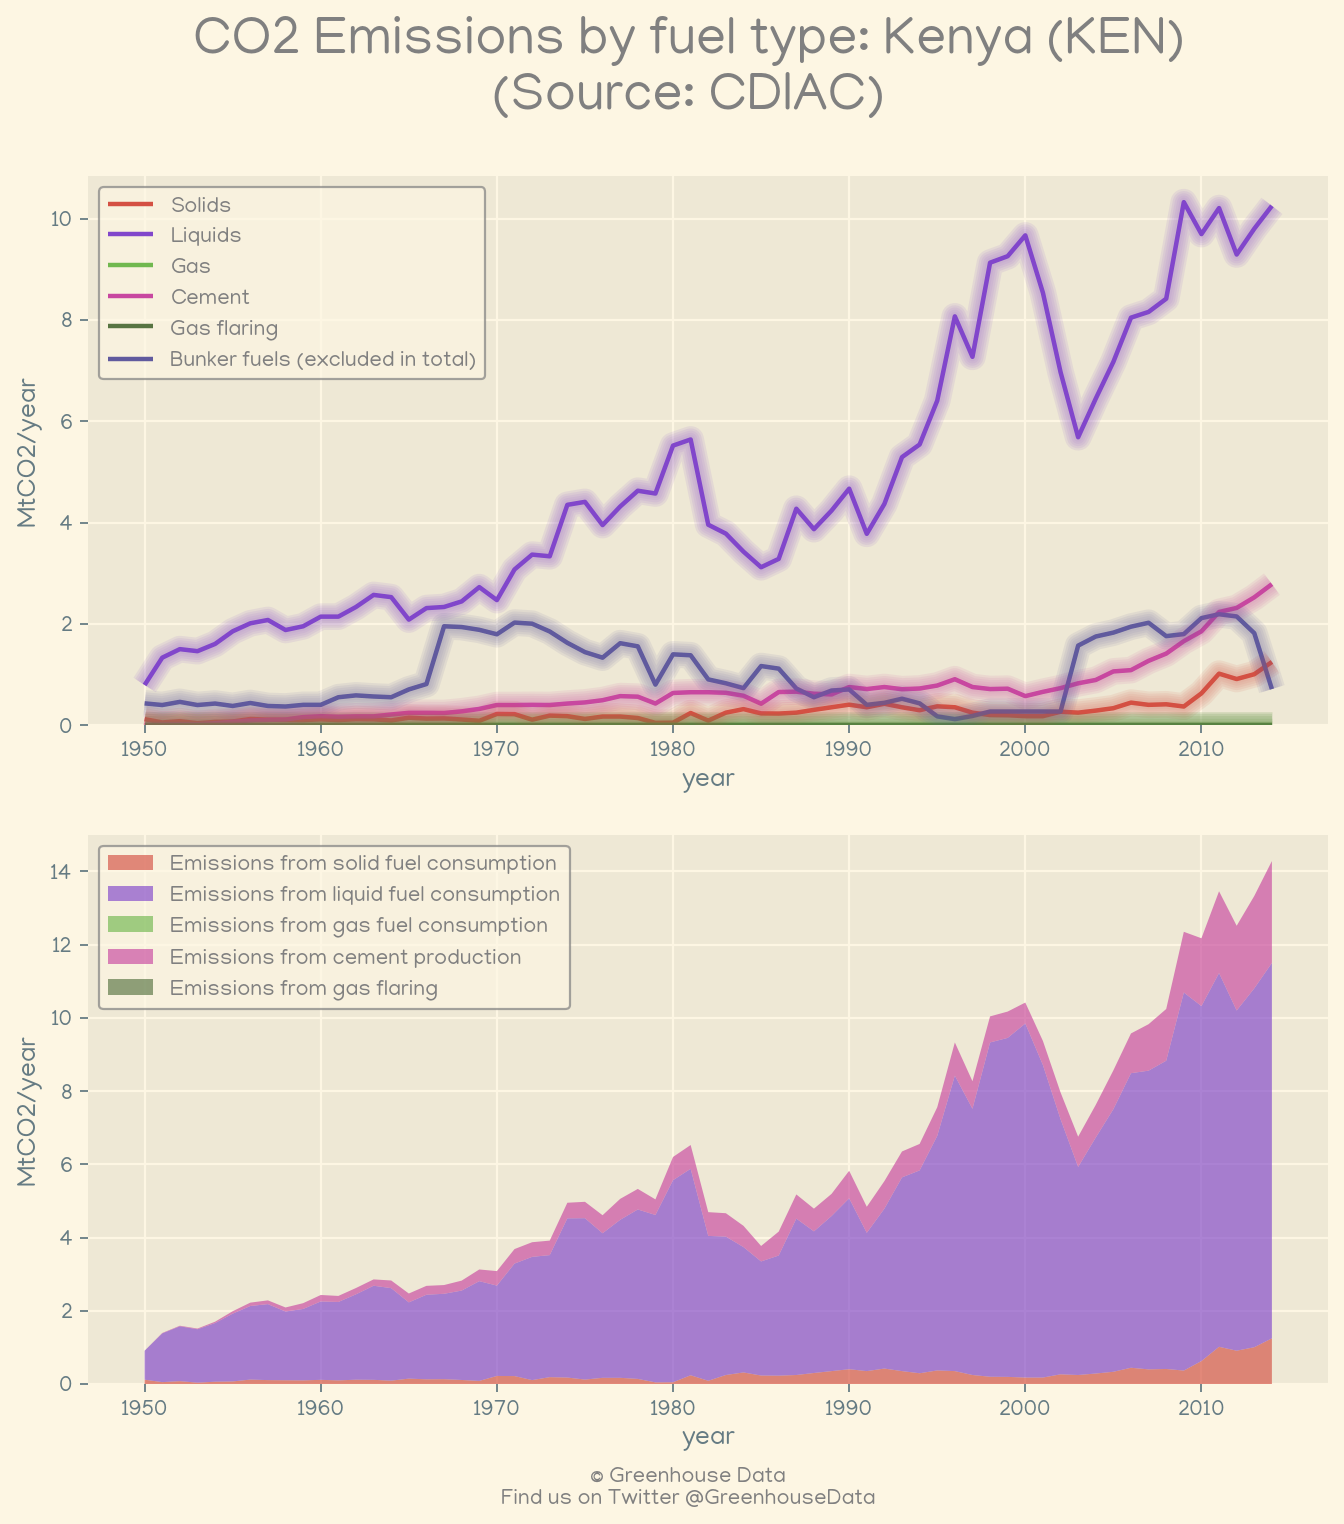 CO2 Emissions by fuel type: Kenya (KEN)
(Source: CDIAC)
Solids
Liquids
Gas
Cement
Gas flaring
Bunker fuels (excluded in total)
10
8
6
4
2
0
MtCO2/year
1950 1960 1970 1980 1990 2000 2010
year
Emissions from solid fuel consumption
Emissions from liquid fuel consumption
Emissions from gas fuel consumption
Emissions from cement production
Emissions from gas flaring
14
12
10
8
6
4
2
0
MtCO2/year
1950 1960 1970 1980 1990 2000 2010
year
© Greenhouse Data
Find us on Twitter @GreenhouseData